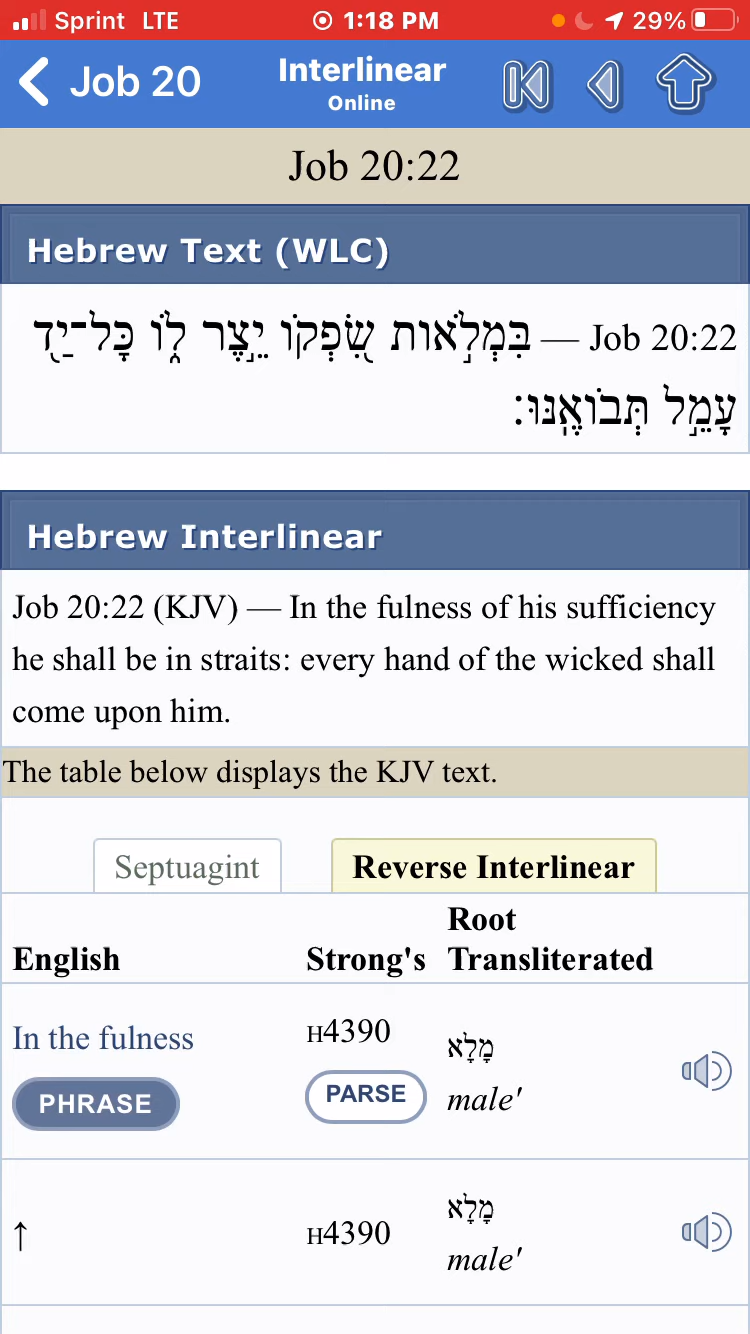 Sprint LTE 1:18 PM 29%
Job 20 Interlinear
Online
Job 20:22
Hebrew Text (WLC)
Job 20:22 — בִּמְלֹ֣אות שִׂ֭פְקוֹ יֵ֣צֶר ל֑וֹ כָּל־יַ֖ד
עָמֵ֣ל תְּבוֹאֶֽנּוּ׃
Hebrew Interlinear
Job 20:22 (KJV) — In the fulness of his sufficiency
he shall be in straits: every hand of the wicked shall
come upon him.
The table below displays the KJV text.
Septuagint Reverse Interlinear
English Strong's Root
Transliterated
In the fulness H4390 מָלָא
PHRASE PARSE male'
↑ H4390 מָלָא
male'